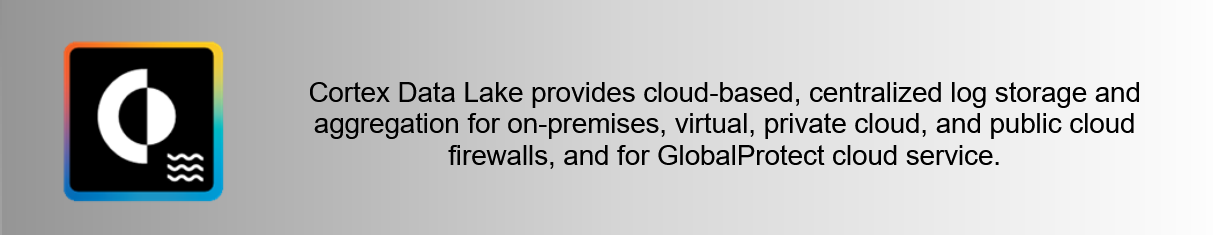 Cortex Data Lake provides cloud-based, centralized log storage and
aggregation for on-premises, virtual, private cloud, and public cloud
firewalls, and for GlobalProtect cloud service.